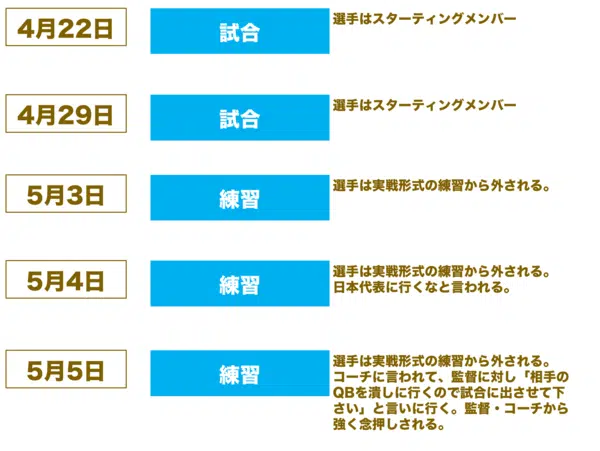 4月22日
試合
選手はスターティングメンバー
4月29日
試合
選手はスターティングメンバー
5月3日
練習
選手は実戦形式の練習から外される。
5月4日
練習
選手は実戦形式の練習から外される。
日本代表に行くなと言われる。
5月5日
練習
選手は実戦形式の練習から外される。
コーチに言われて、監督に対し「相手の
QBを潰しに行くので試合に出させて下
さい」と言いに行く。監督・コーチから
強く念押しされる。